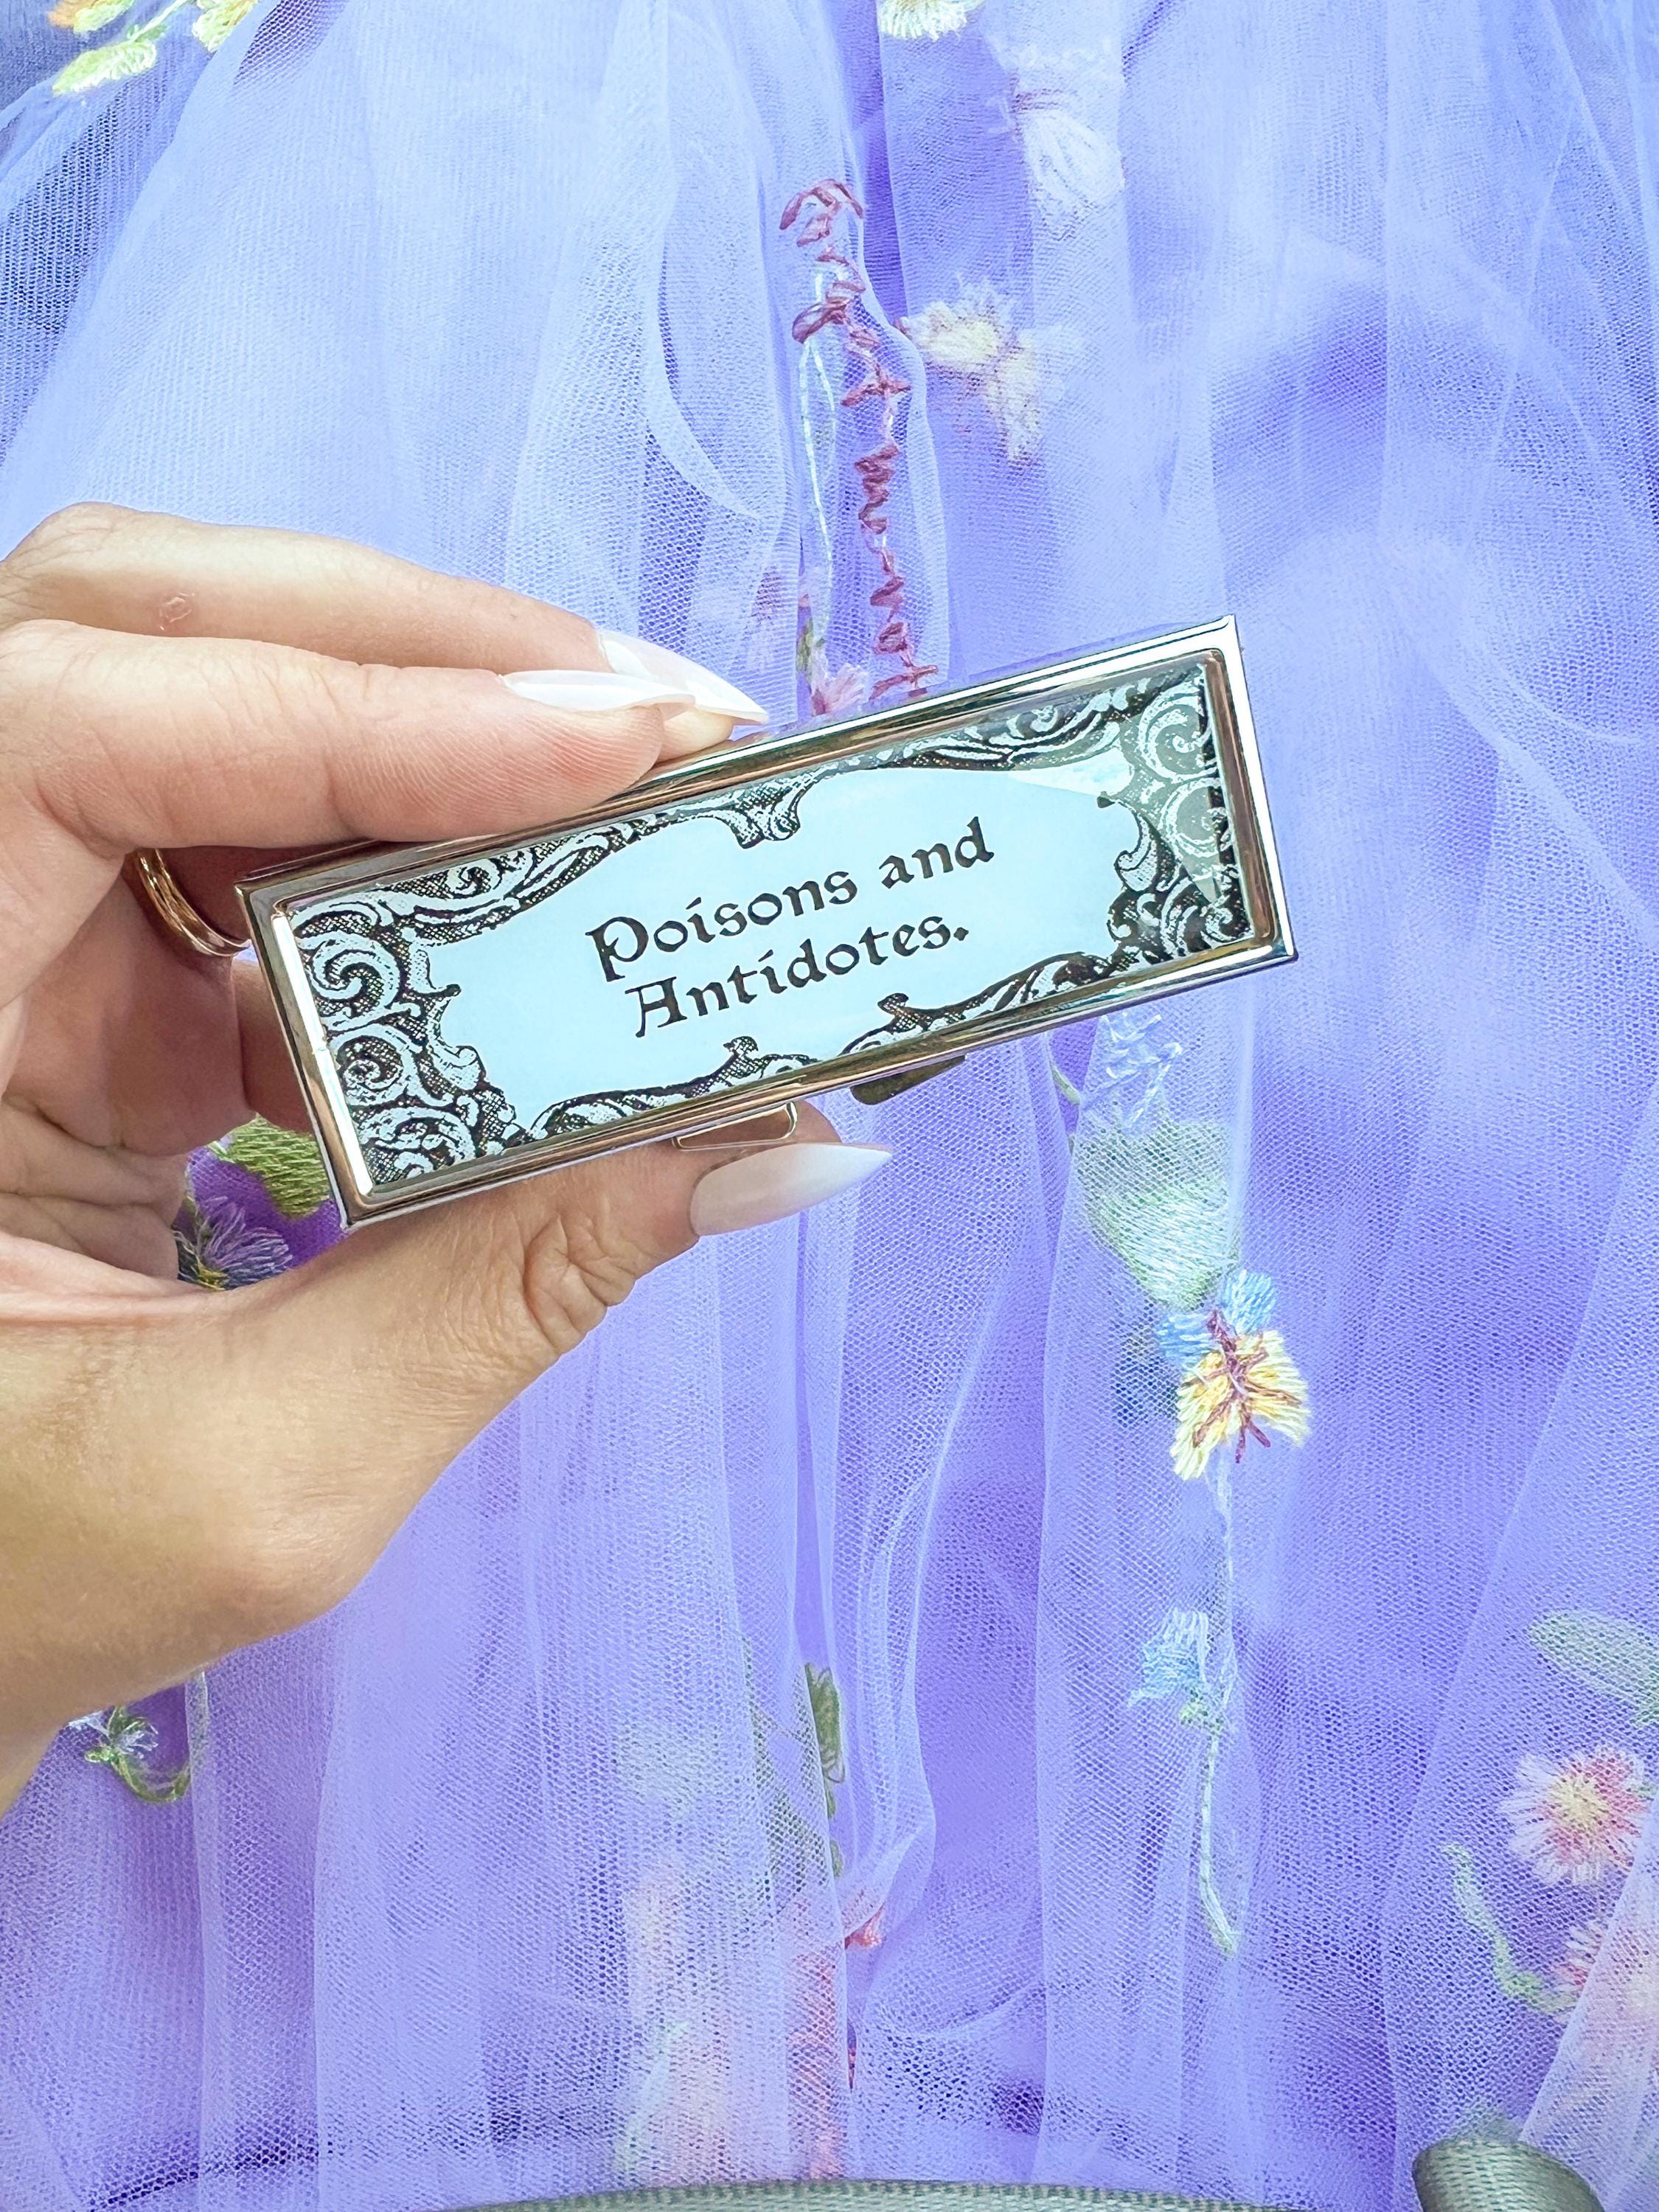 Poisons and
Antidotes.